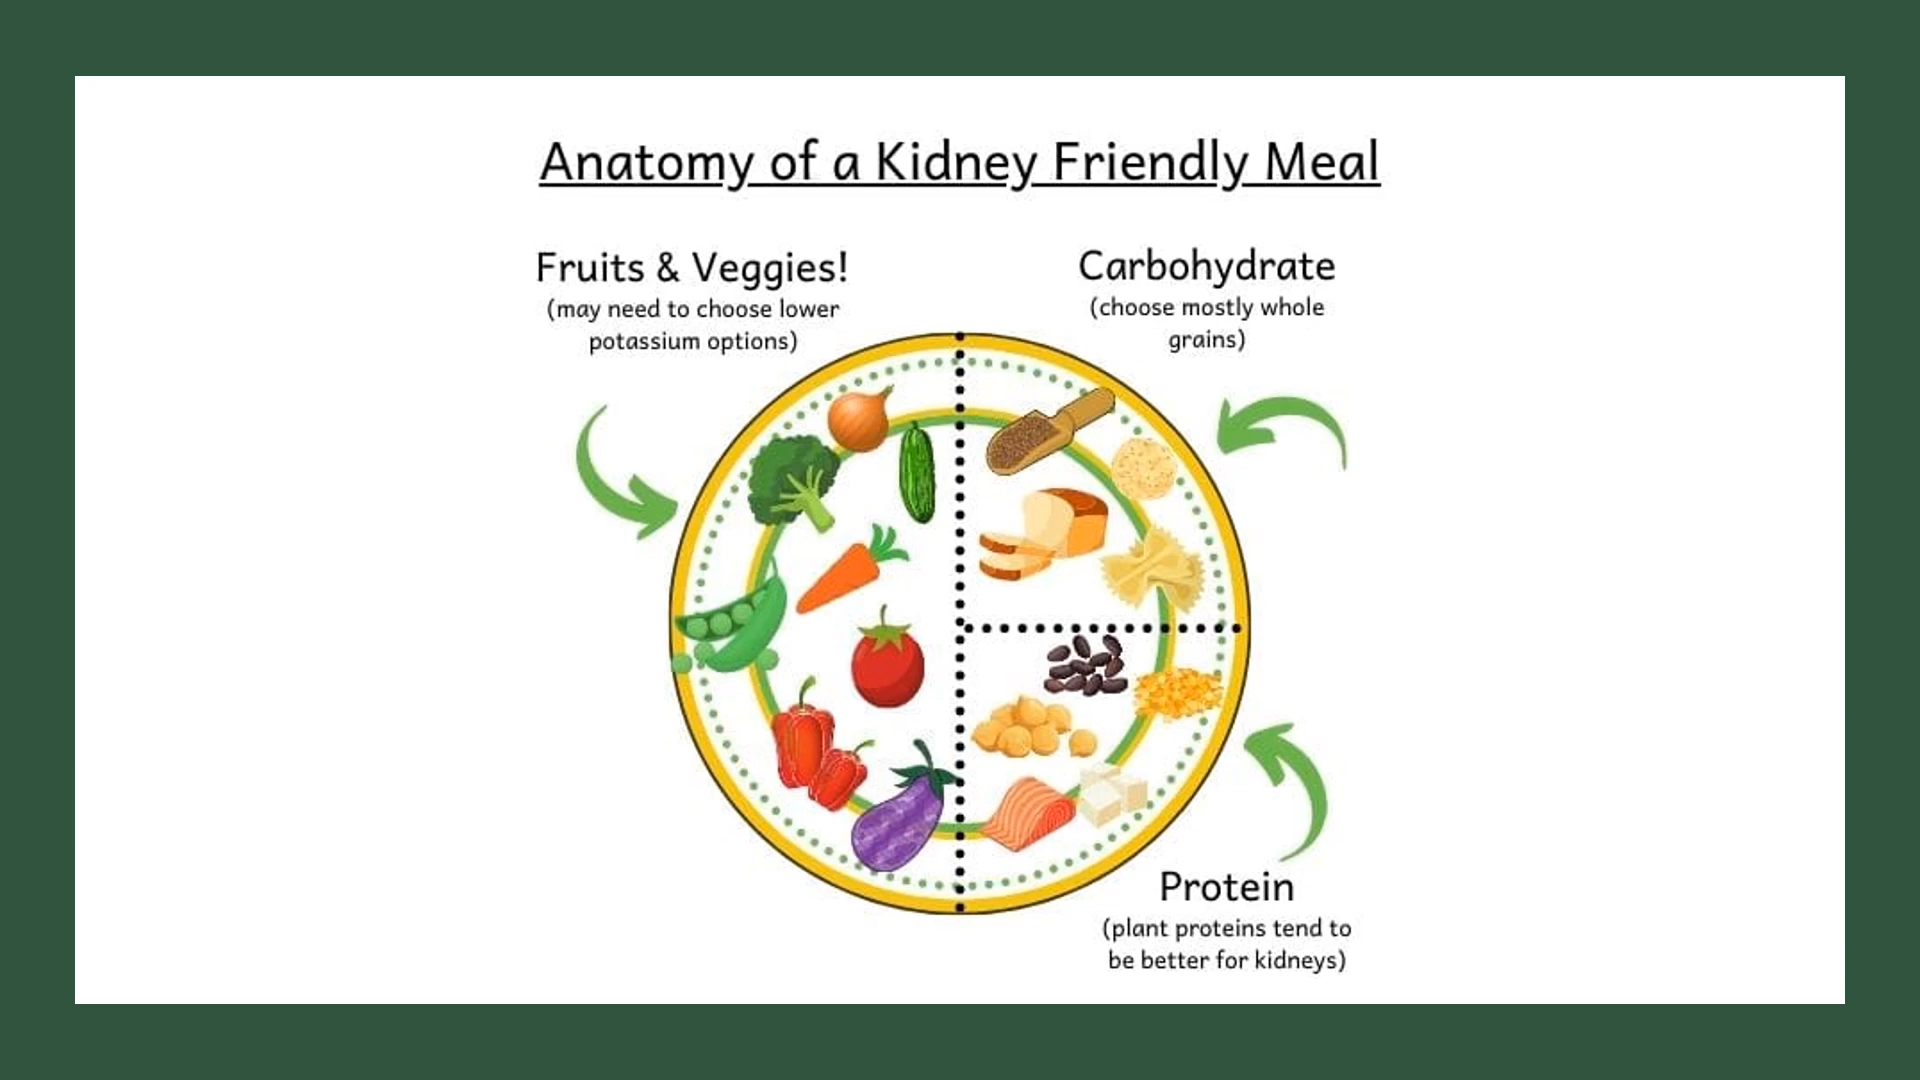 Anatomy of a Kidney Friendly Meal
Fruits & Veggies!
(may need to choose lower
potassium options)
Carbohydrate
(choose mostly whole
grains)
Protein
(plant proteins tend to
be better for kidneys)